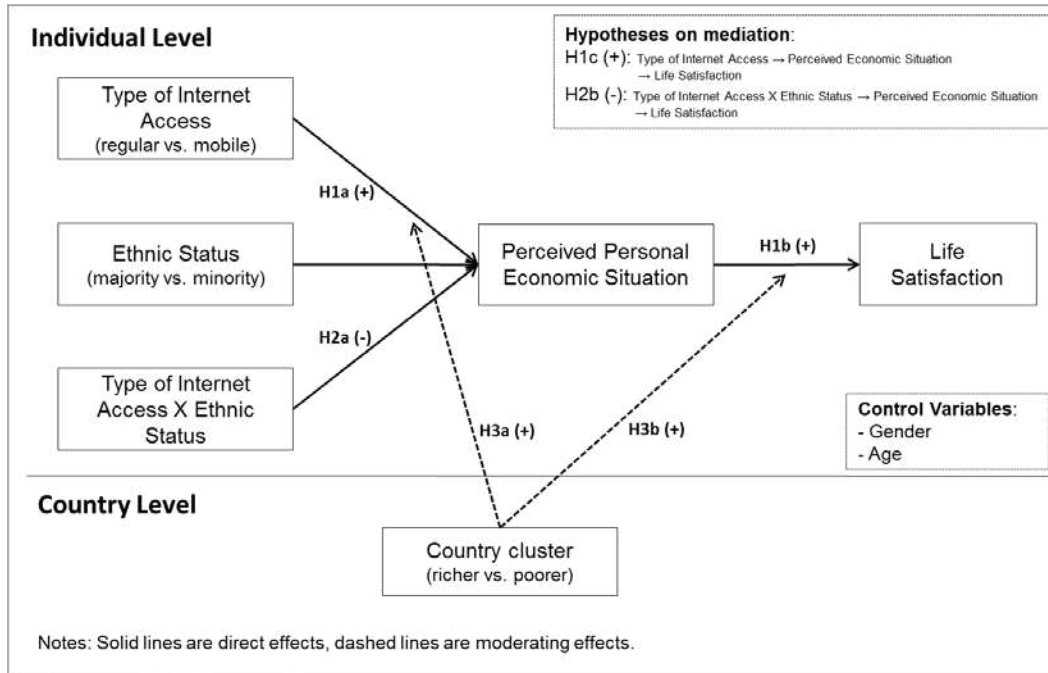 Individual Level
Hypotheses on mediation:
H1c (+): Type of Internet Access → Perceived Economic Situation
→ Life Satisfaction
H2b (-): Type of Internet Access X Ethnic Status → Perceived Economic Situation
→ Life Satisfaction
Type of Internet
Access
(regular vs. mobile)
H1a (+)
Ethnic Status
(majority vs. minority)
Perceived Personal
Economic Situation
H1b (+)
Life
Satisfaction
H2a (-)
Type of Internet
Access X Ethnic
Status
H3a (+)
H3b (+)
Control Variables:
- Gender
- Age
Country Level
Country cluster
(richer vs. poorer)
Notes: Solid lines are direct effects, dashed lines are moderating effects.